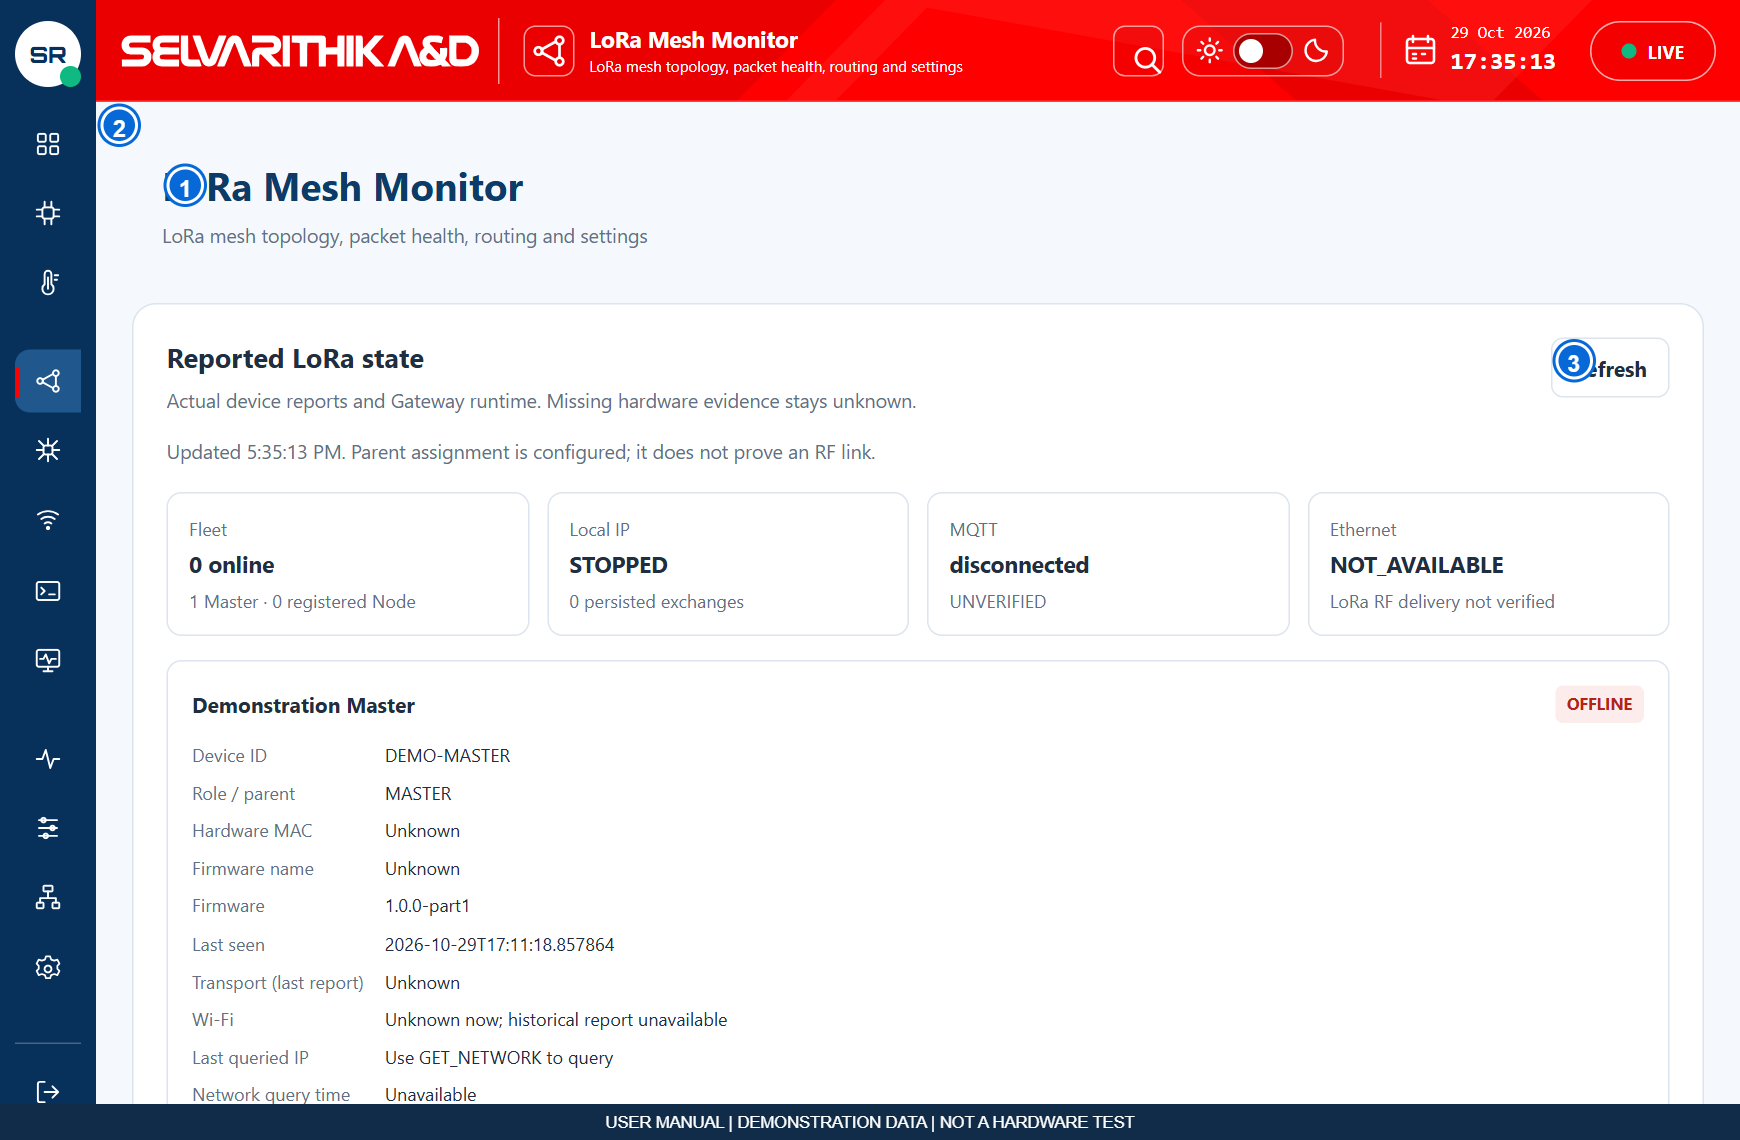 SR
SELVARITHIK A&D
LoRa Mesh Monitor
LoRa mesh topology, packet health, routing and settings
29 Oct 2026
17:35:13
LIVE
2
1
Ra Mesh Monitor
LoRa mesh topology, packet health, routing and settings
Reported LoRa state
3
efresh
Actual device reports and Gateway runtime. Missing hardware evidence stays unknown.
Updated 5:35:13 PM. Parent assignment is configured; it does not prove an RF link.
Fleet
0 online
1 Master · 0 registered Node
Local IP
STOPPED
0 persisted exchanges
MQTT
disconnected
UNVERIFIED
Ethernet
NOT_AVAILABLE
LoRa RF delivery not verified
Demonstration Master
OFFLINE
Device ID DEMO-MASTER
Role / parent MASTER
Hardware MAC Unknown
Firmware name Unknown
Firmware 1.0.0-part1
Last seen 2026-10-29T17:11:18.857864
Transport (last report) Unknown
Wi-Fi Unknown now; historical report unavailable
Last queried IP Use GET_NETWORK to query
Network query time Unavailable
USER MANUAL | DEMONSTRATION DATA | NOT A HARDWARE TEST